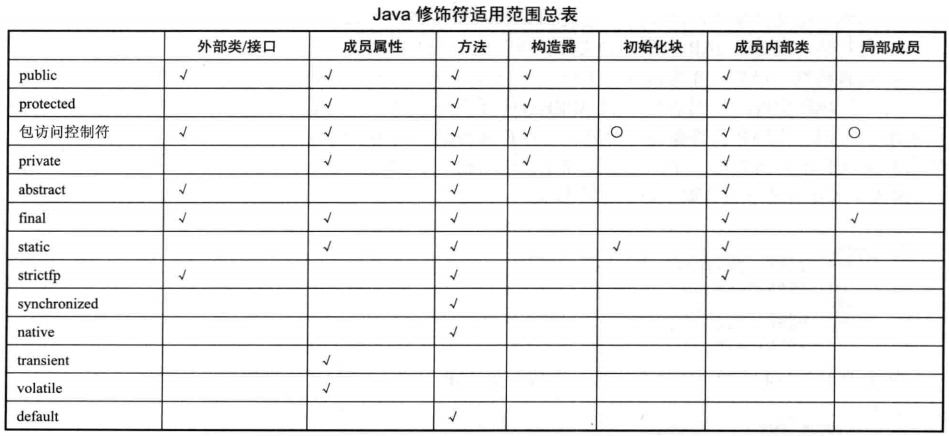 Java 修饰符适用范围总表
外部类/接口 成员属性 方法 构造器 初始化块 成员内部类 局部成员
public √ √ √ √ √
protected √ √ √ √
包访问控制符 √ √ √ √ ○ √ ○
private √ √ √ √
abstract √ √ √
final √ √ √ √ √
static √ √ √ √
strictfp √ √ √
synchronized √
native √
transient √
volatile √
default √